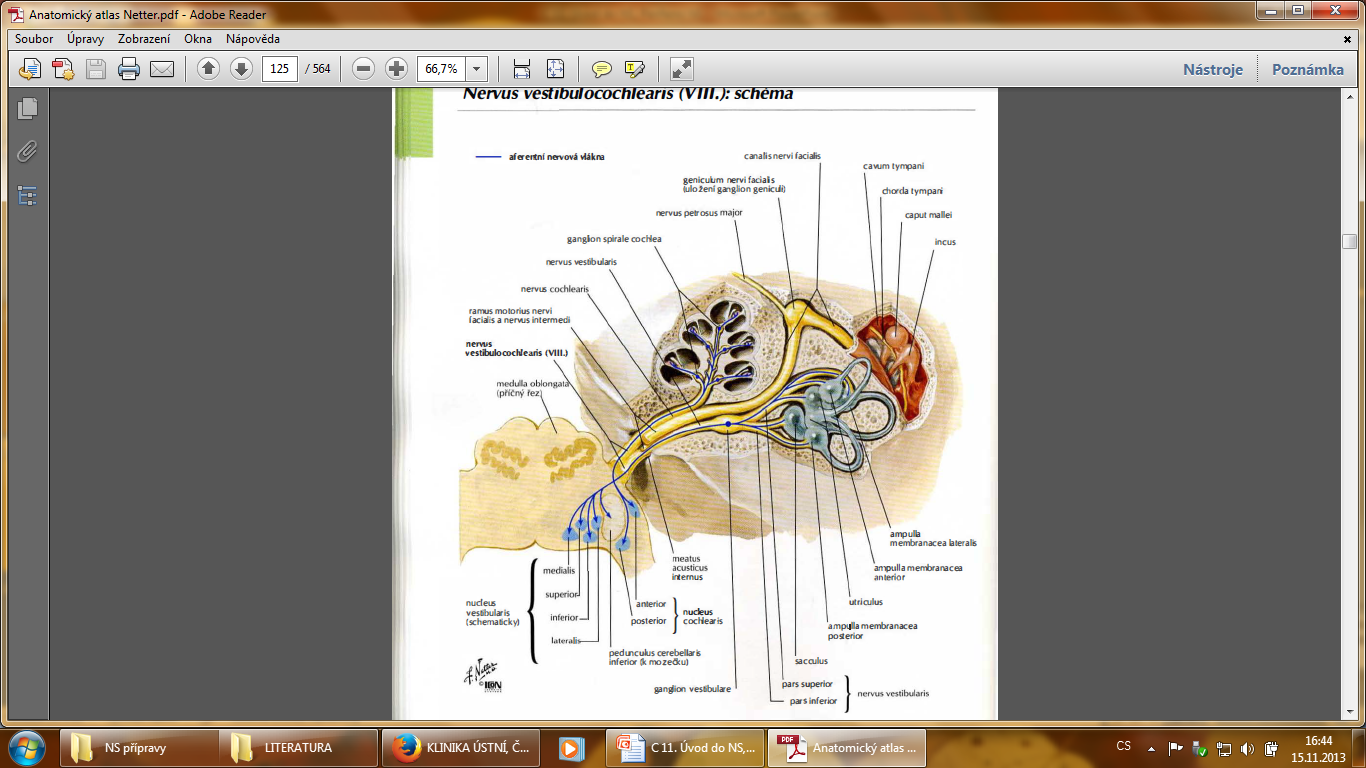 Anatomický atlas Netter.pdf - Adobe Reader
Soubor Úpravy Zobrazení Okna Nápověda
125 / 564 66,7% Nástroje Poznámka
Nervus vestibulocochlearis (VIII.): schéma
aferentní nervová vlákna
canalis nervi facialis
cavum tympani
geniculum nervi facialis
(uložení ganglion geniculi)
chorda tympani
nervus petrosus major
caput mallei
ganglion spirale cochlea
incus
nervus vestibularis
nervus cochlearis
ramus motorius nervi
facialis a nervus intermedi
nervus
vestibulocochlearis (VIII.)
medulla oblongata
(příčný řez)
ampulla
membranacea lateralis
meatus
acusticus
internus
ampulla membranacea
anterior
medialis
superior
inferior
lateralis
nucleus
vestibularis
(schematicky)
anterior
posterior
nucleus
cochlearis
utriculus
ampulla membranacea
posterior
pedunculus cerebellaris
inferior (k mozečku)
sacculus
ganglion vestibulare
pars superior
pars inferior
nervus vestibularis
NS přípravy
LITERATURA
KLINIKA ÚSTNÍ, Č...
C 11. Úvod do NS,...
Anatomický atlas ...
CS
16:44
15.11.2013